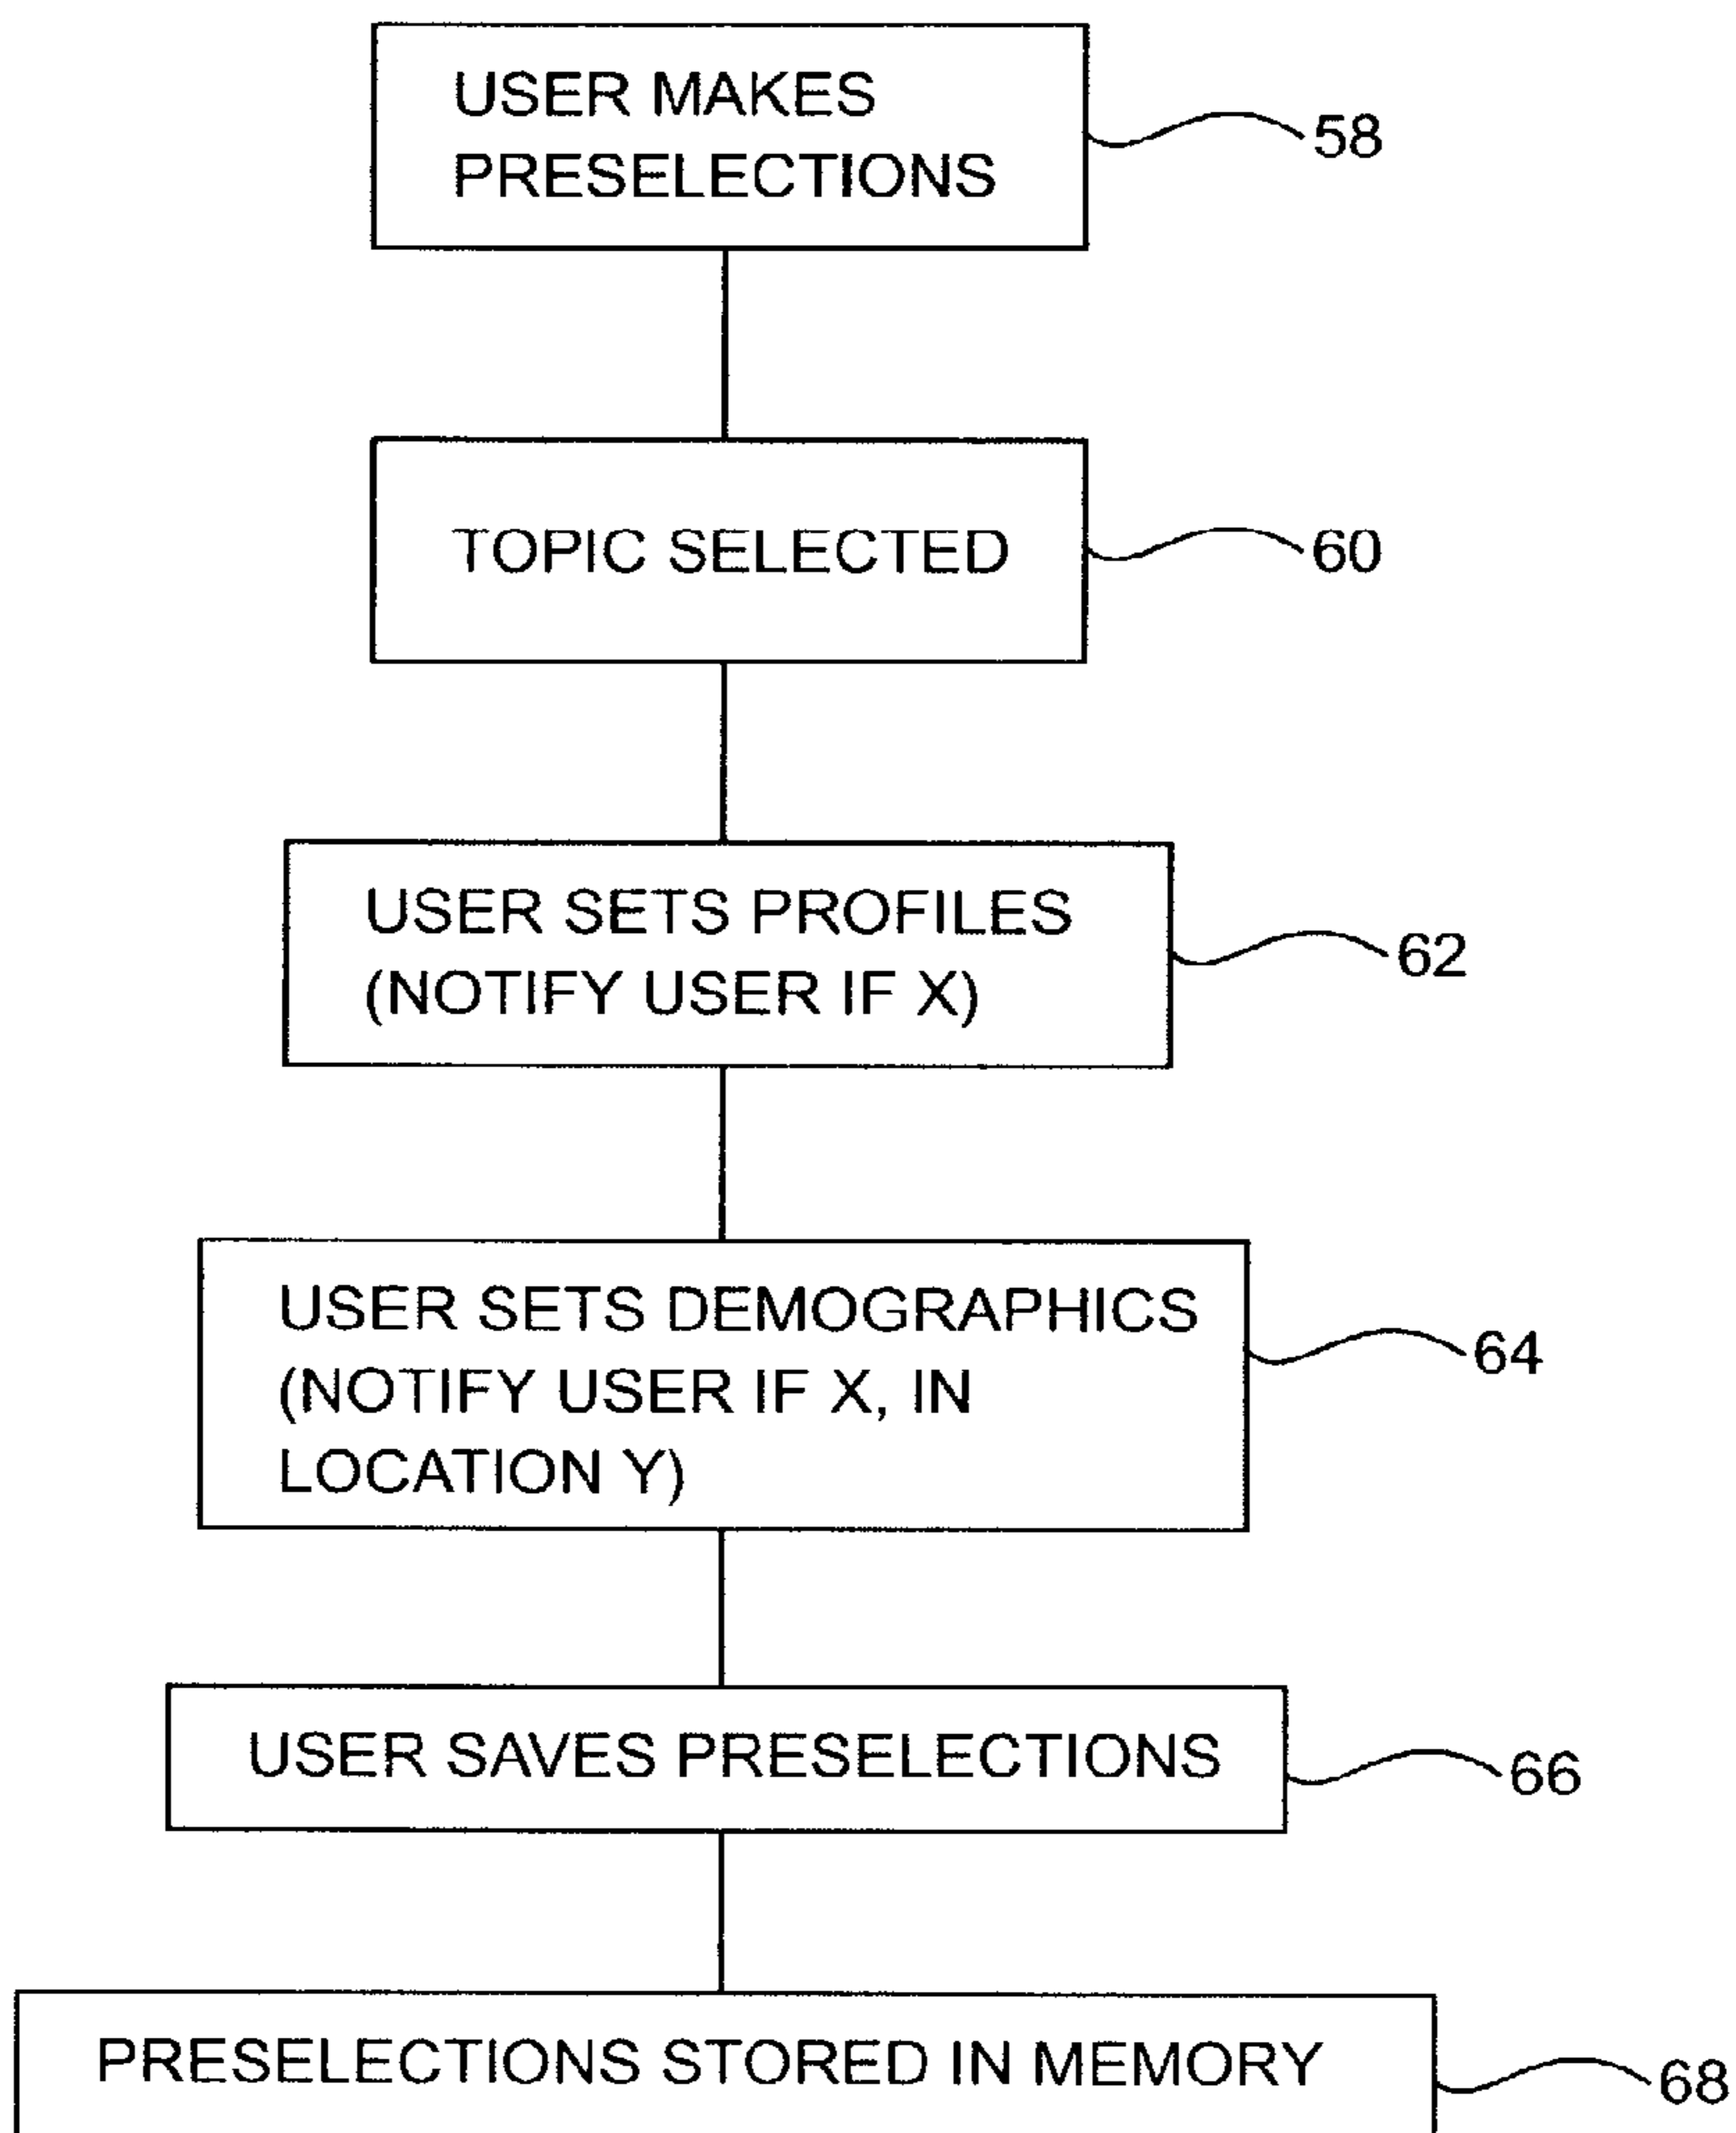 USER MAKES
PRESELECTIONS
58
TOPIC SELECTED
60
USER SETS PROFILES
(NOTIFY USER IF X)
62
USER SETS DEMOGRAPHICS
(NOTIFY USER IF X, IN
LOCATION Y)
64
USER SAVES PRESELECTIONS
66
PRESELECTIONS STORED IN MEMORY
68